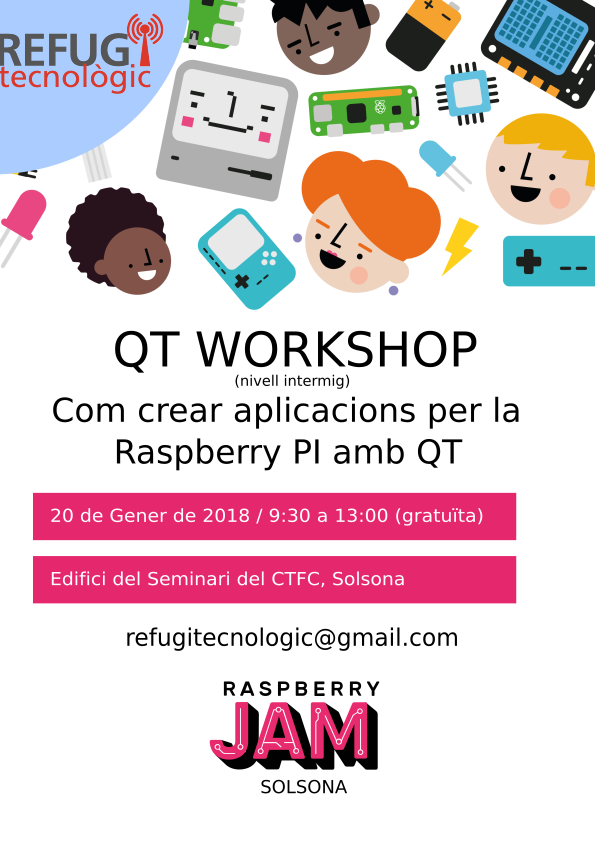 REFUGI
tecnològic
QT WORKSHOP
(nivell intermig)
Com crear aplicacions per la
Raspberry PI amb QT
20 de Gener de 2018 / 9:30 a 13:00 (gratuïta)
Edifici del Seminari del CTFC, Solsona
refugitecnologic@gmail.com
RASPBERRY
JAM
SOLSONA